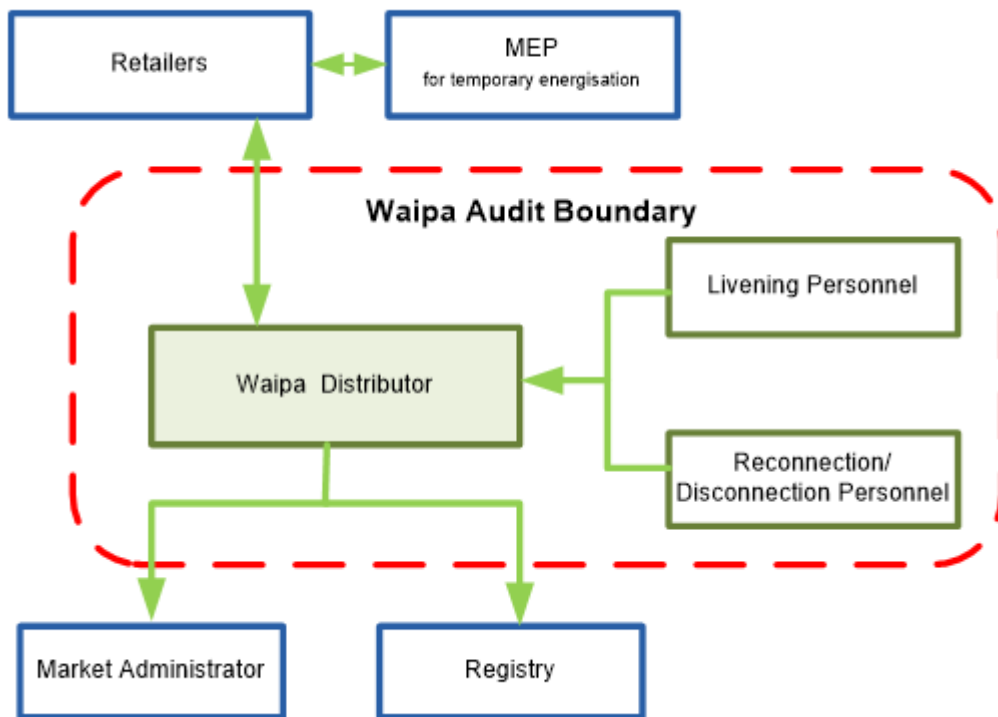 Retailers
MEP
for temporary energisation
Waipa Audit Boundary
Livening Personnel
Waipa Distributor
Reconnection/
Disconnection Personnel
Market Administrator
Registry